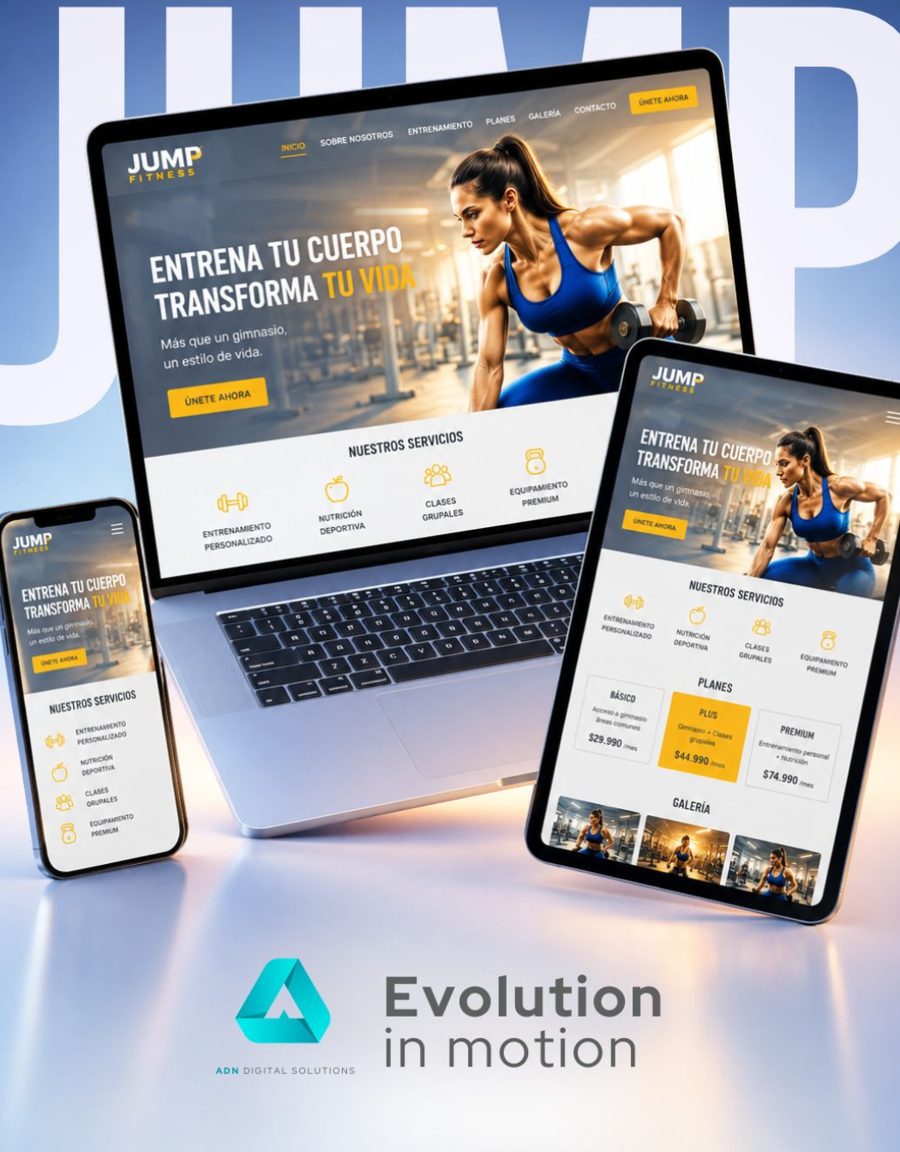 JUMP
JUMP
FITNESS
INICIO
SOBRE NOSOTROS
ENTRENAMIENTO
PLANES
GALERÍA
CONTACTO
ÚNETE AHORA
ENTRENA TU CUERPO
TRANSFORMA TU VIDA
Más que un gimnasio,
un estilo de vida.
ÚNETE AHORA
NUESTROS SERVICIOS
ENTRENAMIENTO
PERSONALIZADO
NUTRICIÓN
DEPORTIVA
CLASES
GRUPALES
EQUIPAMIENTO
PREMIUM
JUMP
FITNESS
ENTRENA TU CUERPO
TRANSFORMA TU VIDA
Más que un gimnasio,
un estilo de vida.
ÚNETE AHORA
NUESTROS SERVICIOS
ENTRENAMIENTO
PERSONALIZADO
NUTRICIÓN
DEPORTIVA
CLASES
GRUPALES
EQUIPAMIENTO
PREMIUM
JUMP
FITNESS
ENTRENA TU CUERPO
TRANSFORMA TU VIDA
Más que un gimnasio,
un estilo de vida.
ÚNETE AHORA
NUESTROS SERVICIOS
ENTRENAMIENTO
PERSONALIZADO
NUTRICIÓN
DEPORTIVA
CLASES
GRUPALES
EQUIPAMIENTO
PREMIUM
PLANES
BÁSICO
Acceso a gimnasio
áreas comunes
$29.990 /mes
PLUS
Gimnasio + Clases
grupales
$44.990 /mes
PREMIUM
Entrenamiento personal
+ Nutrición
$74.990 /mes
GALERÍA
ADN DIGITAL SOLUTIONS
Evolution
in motion